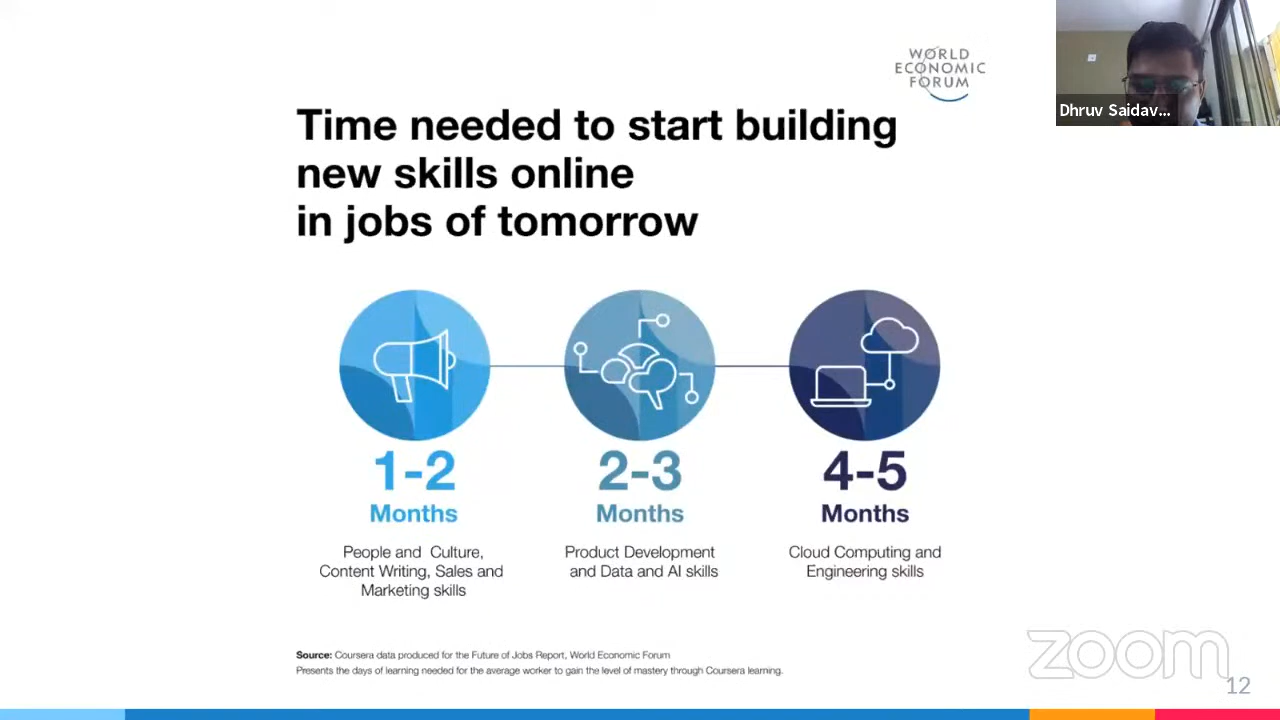 WORLD
ECONOMIC
FORUM
Dhruv Saidav...
Time needed to start building
new skills online
in jobs of tomorrow
1-2
Months
People and Culture,
Content Writing, Sales and
Marketing skills
2-3
Months
Product Development
and Data and AI skills
4-5
Months
Cloud Computing and
Engineering skills
Source: Coursera data produced for the Future of Jobs Report, World Economic Forum
Presents the days of learning needed for the average worker to gain the level of mastery through Coursera learning.
zoom
12